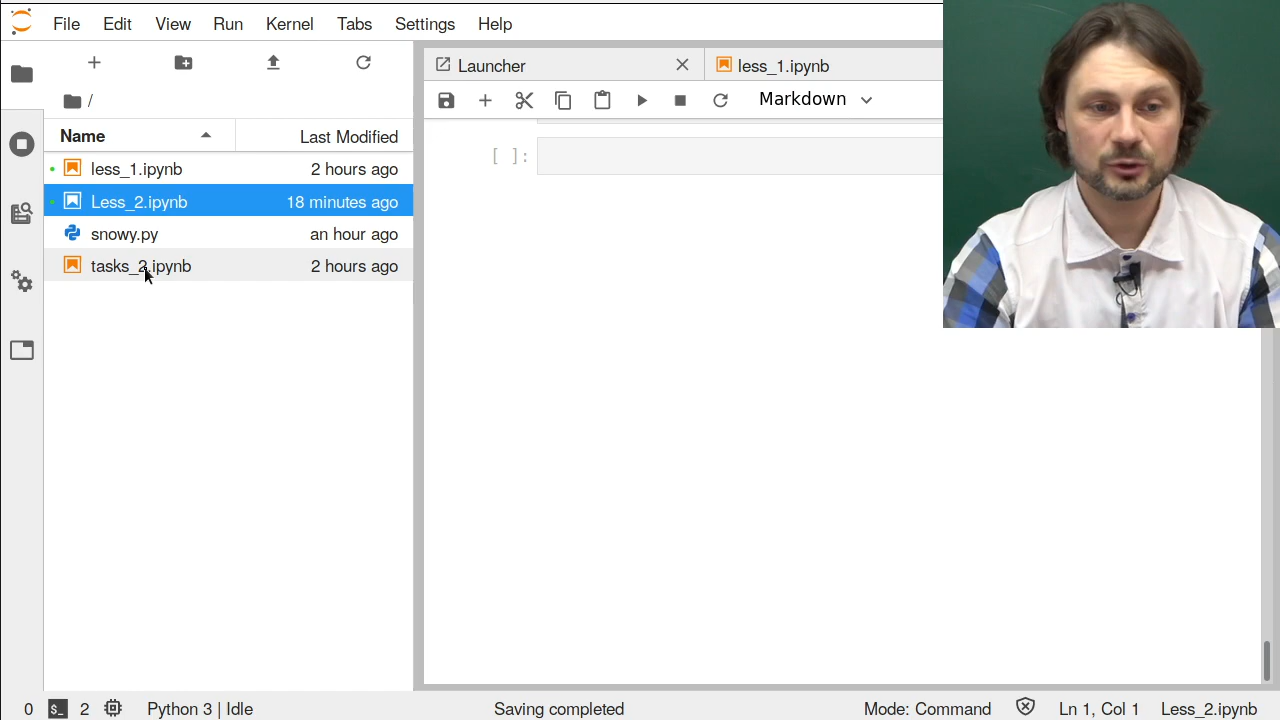 File Edit View Run Kernel Tabs Settings Help
/
Name Last Modified
less_1.ipynb 2 hours ago
Less_2.ipynb 18 minutes ago
snowy.py an hour ago
tasks_2.ipynb 2 hours ago
Launcher less_1.ipynb
Markdown
[ ]:
0 $_ 2 Python 3 | Idle Saving completed Mode: Command Ln 1, Col 1 Less_2.ipynb